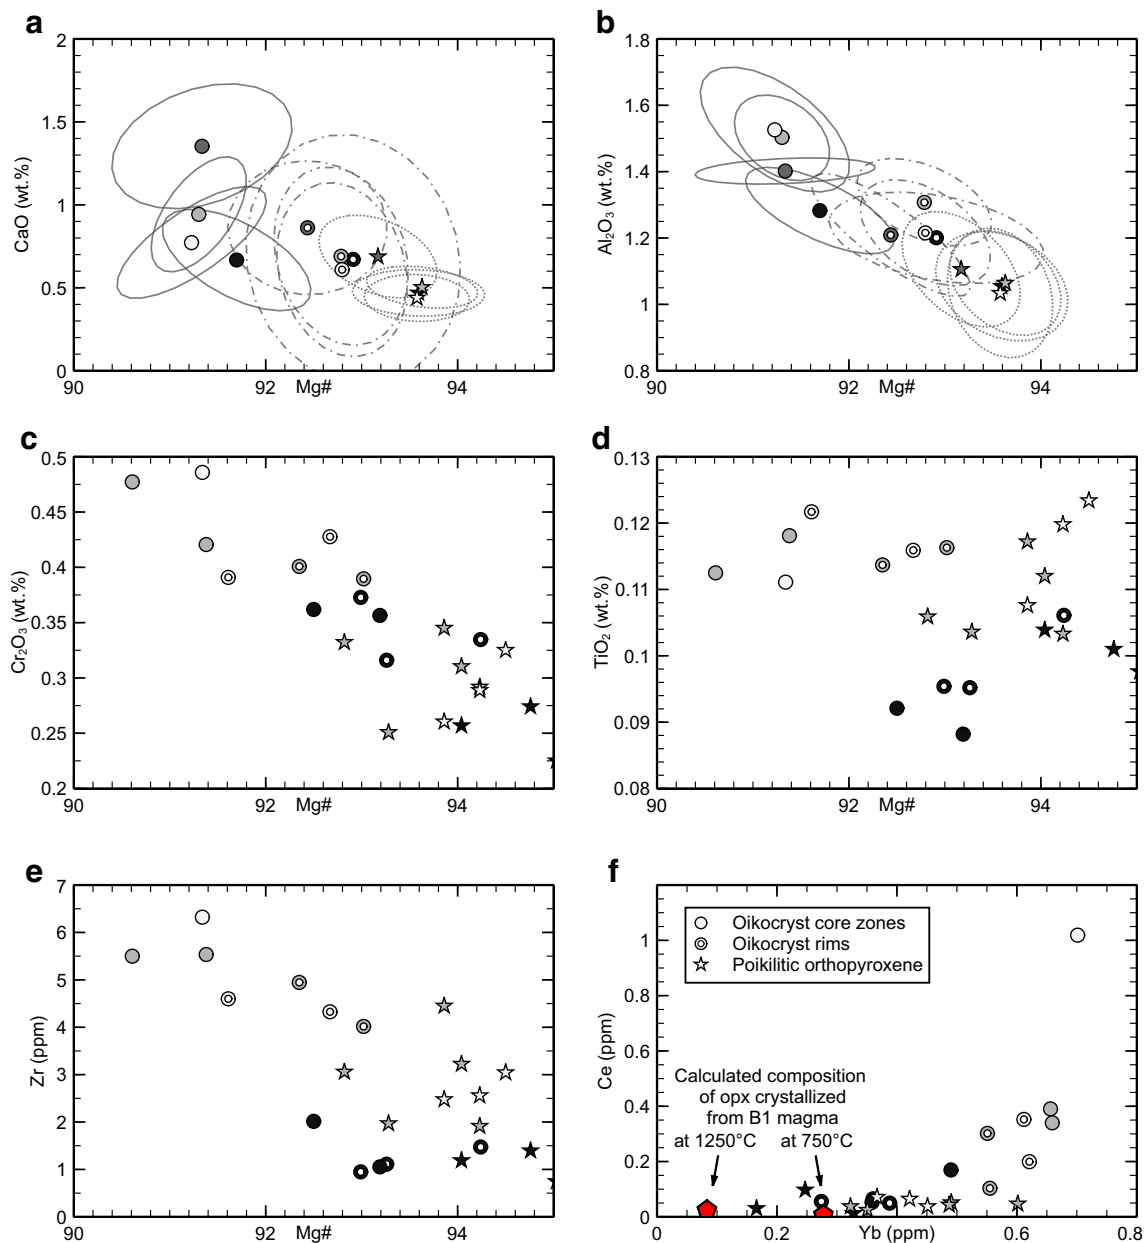 a
2
1.5
1
0.5
0
CaO (wt.%)
90
92
Mg#
94
b
1.8
1.6
1.4
1.2
1
0.8
Al₂O₃ (wt.%)
90
92
Mg#
94
c
0.5
0.45
0.4
0.35
0.3
0.25
0.2
Cr₂O₃ (wt.%)
90
92
Mg#
94
d
0.13
0.12
0.11
0.1
0.09
0.08
TiO₂ (wt.%)
90
92
Mg#
94
e
7
6
5
4
3
2
1
0
Zr (ppm)
90
92
Mg#
94
f
1
0.8
0.6
0.4
0.2
0
Ce (ppm)
Oikocryst core zones
Oikocryst rims
Poikilitic orthopyroxene
Calculated composition
of opx crystallized
from B1 magma
at 1250°C at 750°C
0
0.2
0.4
Yb (ppm)
0.6
0.8